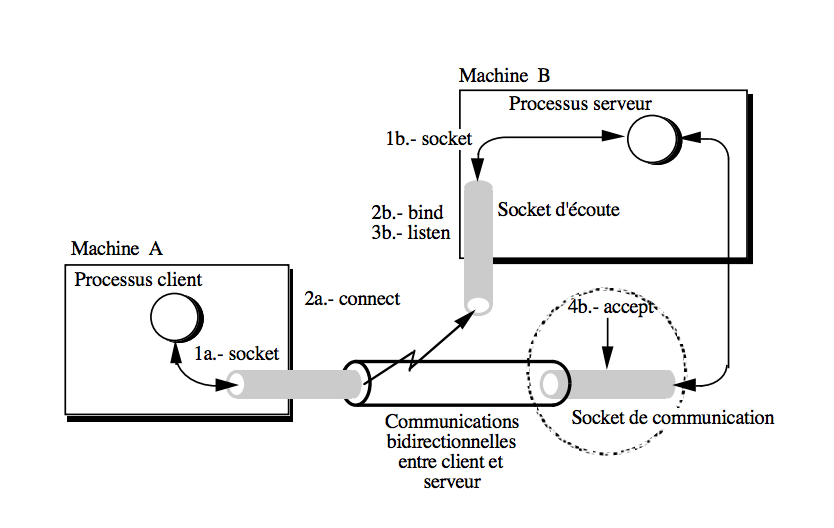 Machine B
Processus serveur
1b.- socket
2b.- bind
3b.- listen
Socket d'écoute
Machine A
Processus client
1a.- socket
2a.- connect
4b.- accept
Communications
bidirectionnelles
entre client et
serveur
Socket de communication